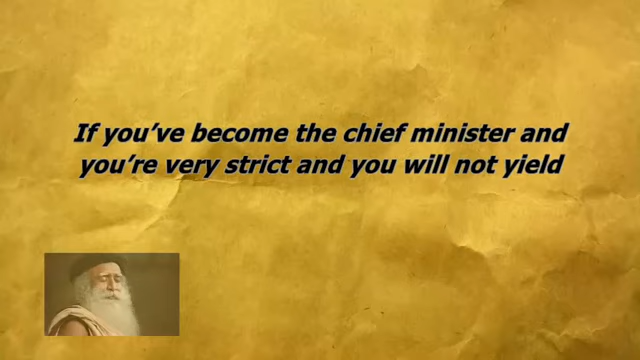 If you've become the chief minister and
you're very strict and you will not yield